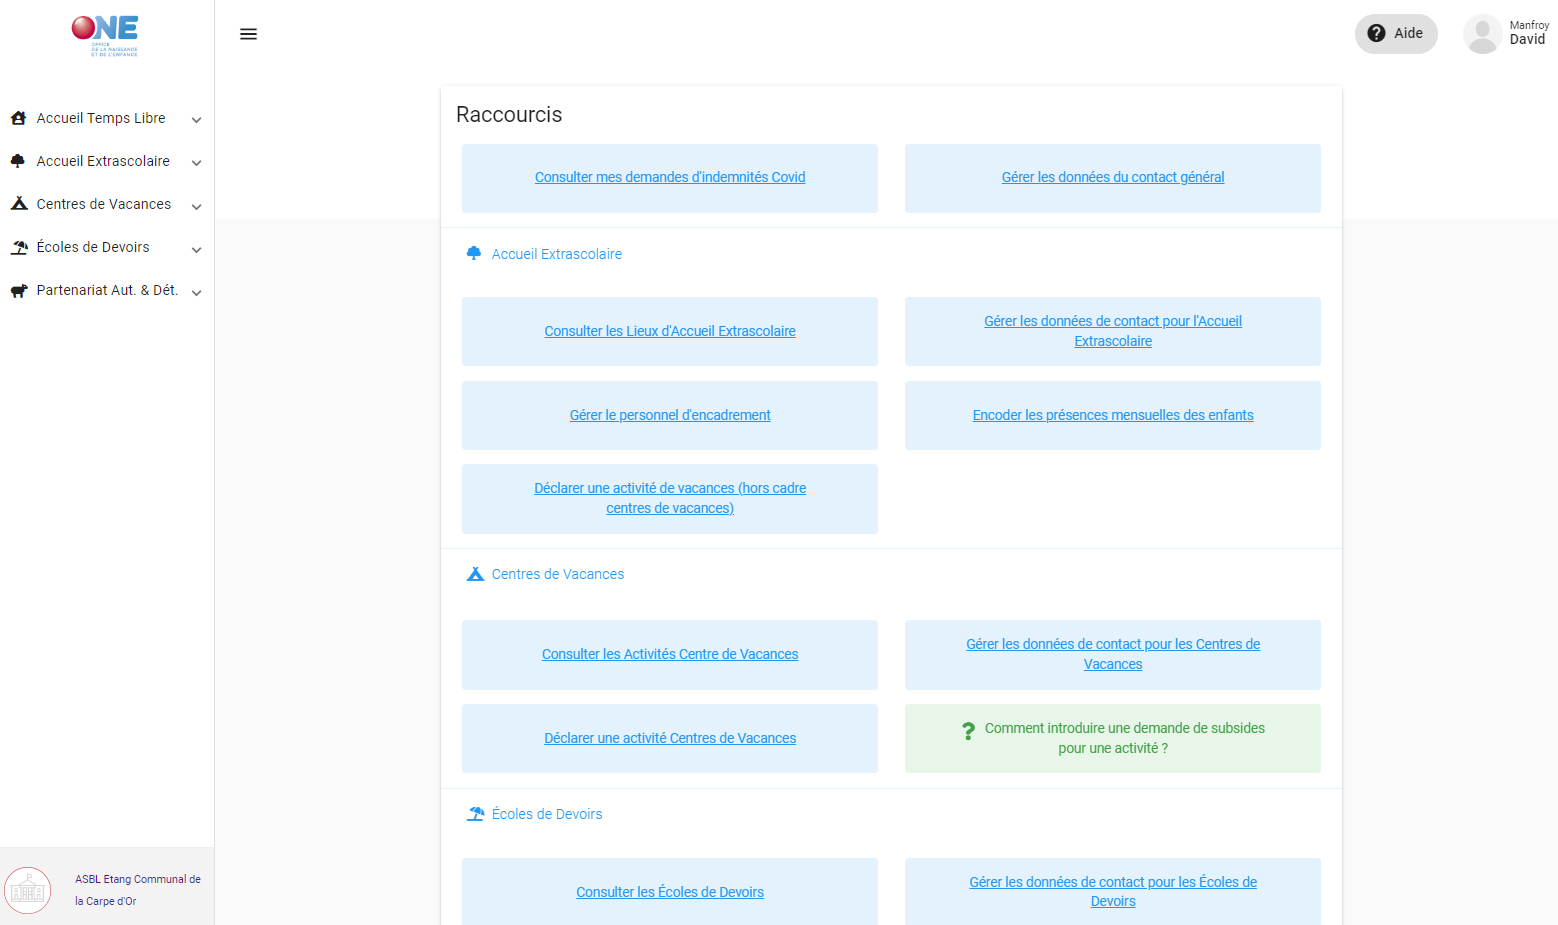 ONE
OFFICE
DE LA NAISSANCE
ET DE L'ENFANCE
Aide
Manfroy
David
Accueil Temps Libre
Accueil Extrascolaire
Centres de Vacances
Écoles de Devoirs
Partenariat Aut. & Dét.
ASBL Etang Communal de
la Carpe d'Or
Raccourcis
Consulter mes demandes d'indemnités Covid
Gérer les données du contact général
Accueil Extrascolaire
Consulter les Lieux d'Accueil Extrascolaire
Gérer les données de contact pour l'Accueil
Extrascolaire
Gérer le personnel d'encadrement
Encoder les présences mensuelles des enfants
Déclarer une activité de vacances (hors cadre
centres de vacances)
Centres de Vacances
Consulter les Activités Centre de Vacances
Gérer les données de contact pour les Centres de
Vacances
Déclarer une activité Centres de Vacances
Comment introduire une demande de subsides
pour une activité ?
Écoles de Devoirs
Consulter les Écoles de Devoirs
Gérer les données de contact pour les Écoles de
Devoirs